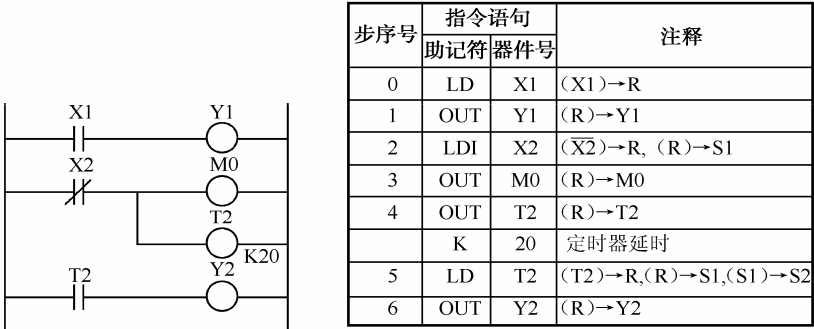 X1
Y1
X2
M0
T2
K20
T2
Y2
步序号 指令语句 注释
助记符 器件号
0 LD X1 (X1)→R
1 OUT Y1 (R)→Y1
2 LDI X2 (X̅2̅)→R, (R)→S1
3 OUT M0 (R)→M0
4 OUT T2 (R)→T2
K 20 定时器延时
5 LD T2 (T2)→R,(R)→S1,(S1)→S2
6 OUT Y2 (R)→Y2